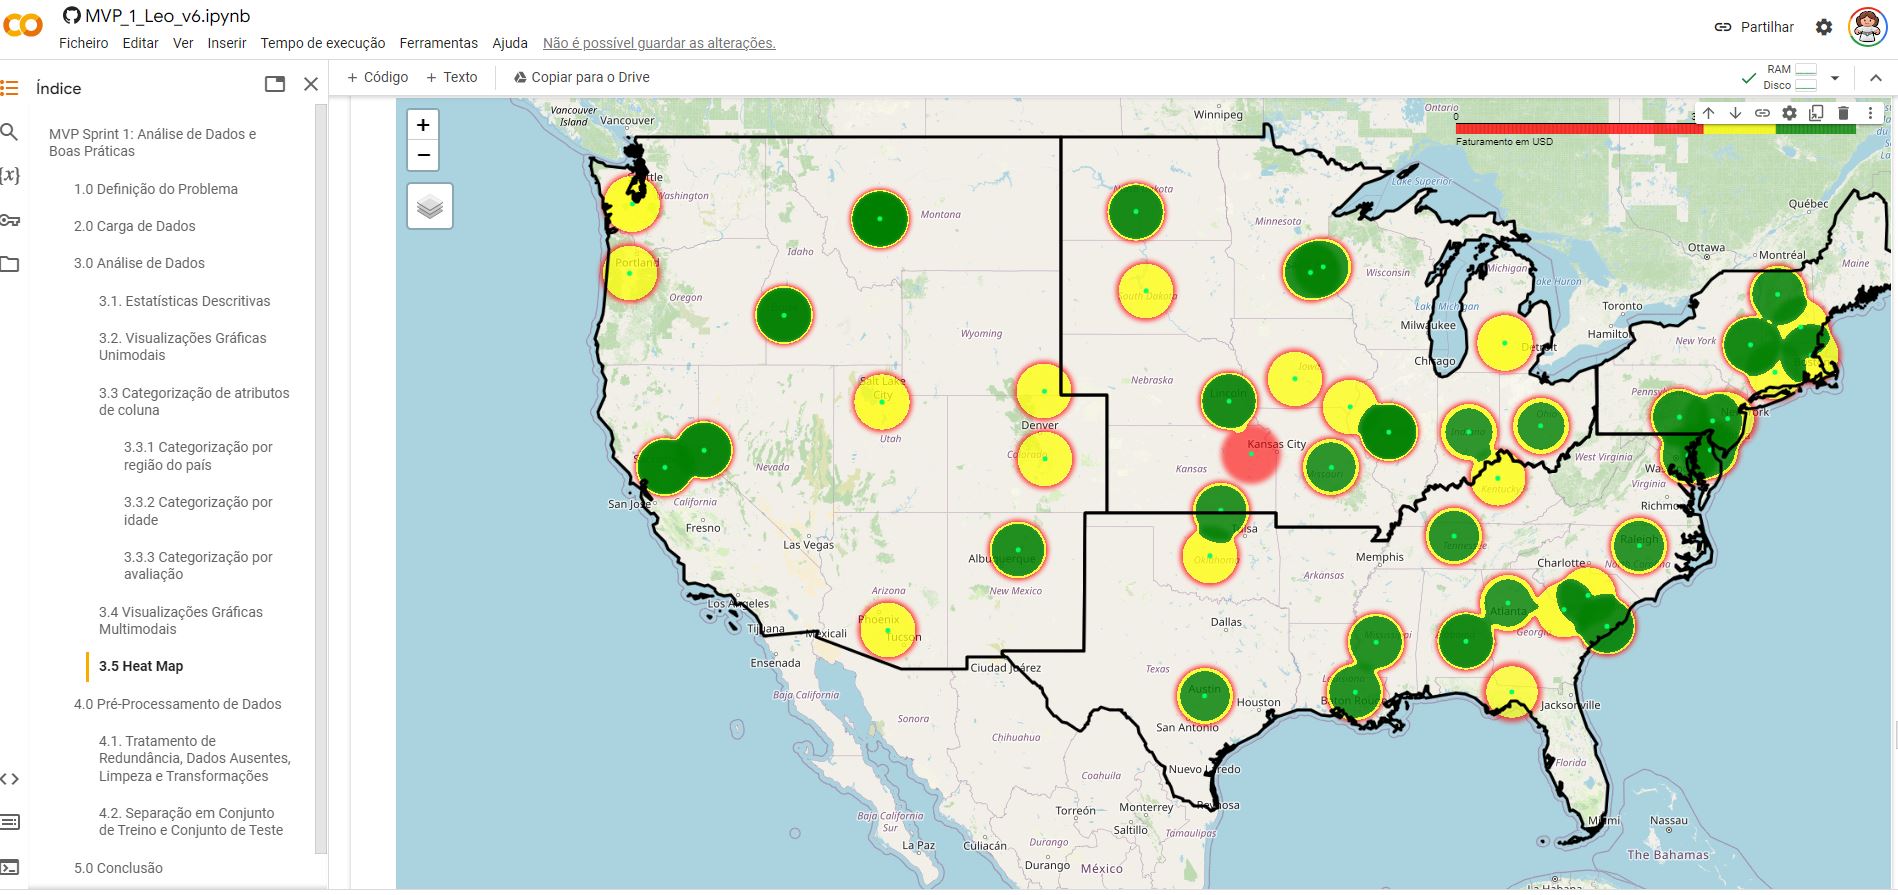 MVP_1_Leo_v6.ipynb
Ficheiro Editar Ver Inserir Tempo de execução Ferramentas Ajuda Não é possível guardar as alterações.
Partilhar
Índice
+ Código + Texto Copiar para o Drive
RAM
Disco
MVP Sprint 1: Análise de Dados e
Boas Práticas
1.0 Definição do Problema
2.0 Carga de Dados
3.0 Análise de Dados
3.1. Estatísticas Descritivas
3.2. Visualizações Gráficas
Unimodais
3.3 Categorização de atributos
de coluna
3.3.1 Categorização por
região do país
3.3.2 Categorização por
idade
3.3.3 Categorização por
avaliação
3.4 Visualizações Gráficas
Multimodais
3.5 Heat Map
4.0 Pré-Processamento de Dados
4.1. Tratamento de
Redundância, Dados Ausentes,
Limpeza e Transformações
4.2. Separação em Conjunto
de Treino e Conjunto de Teste
5.0 Conclusão
+
−
0
Faturamento em USD
Vancouver
Island
Vancouver
Winnipeg
Ontario
Washington
Montana
Minnesota
Lake Superior
Québec
Ottawa
Montréal
Maine
Portland
Idaho
Oregon
South Dakota
Wisconsin
Michigan
Lake Huron
Toronto
Wyoming
Milwaukee
Lake Michigan
Hamilton
New York
Chicago
Detroit
Salt Lake
City
Nebraska
Iowa
Lincoln
Denver
Utah
Colorado
Nevada
Kansas City
Kansas
Missouri
Indiana
Ohio
West Virginia
Virginia
Kentucky
Richmo
San Jose
California
Fresno
Las Vegas
Tulsa
Oklahoma
Albuquerque
New Mexico
Memphis
Tennessee
Charlotte
Raleigh
North Carolina
Arkansas
Arizona
Phoenix
Tucson
Los Angeles
Tijuana
Mexicali
Ensenada
Ciudad Juárez
Dallas
Mississippi
Atlanta
Georgia
Alabama
Texas
Louisiana
Baton Rouge
Austin
Houston
San Antonio
Jacksonville
Baja California
Sonora
Chihuahua
Coahuila
Nuevo Laredo
Reynosa
Florida
Miami
Nassau
The Bahamas
Baja California
Sur
La Paz
Culiacán
Torreón
Monterrey
Saltillo
Tamaulipas
Durango
Durango
México
La Habana